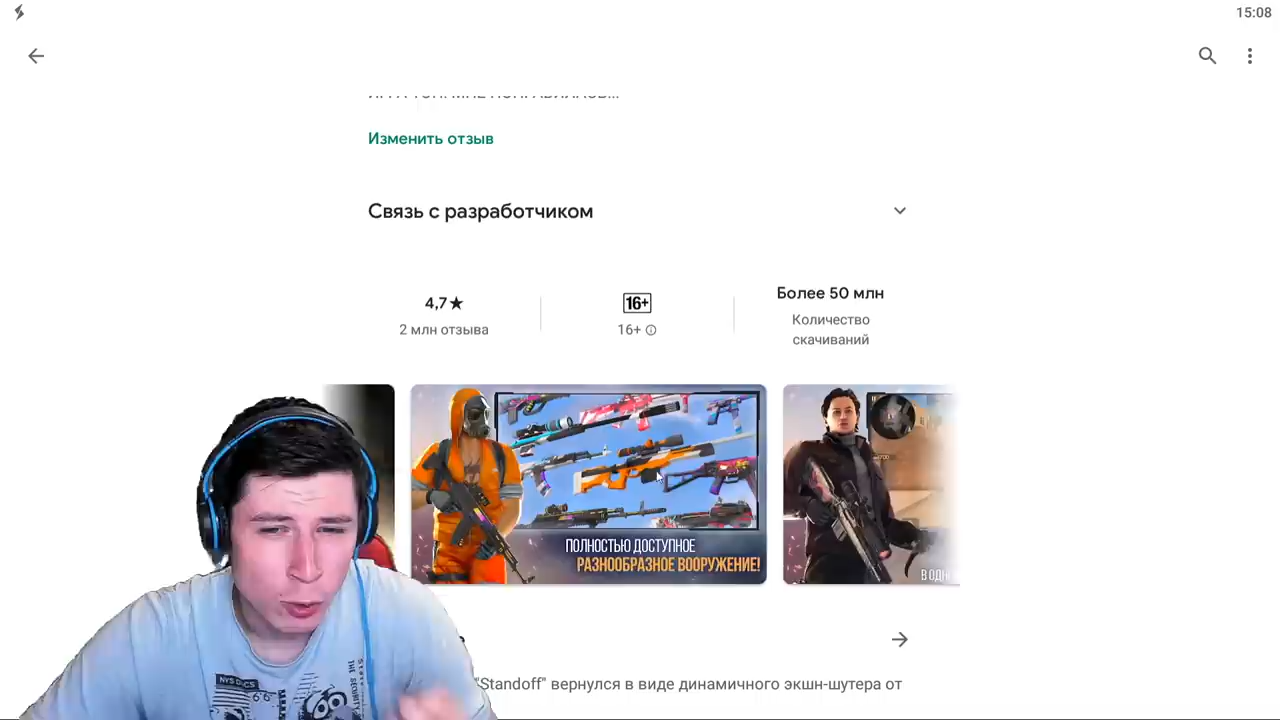 15:08
Изменить отзыв
Связь с разработчиком
4,7★
2 млн отзыва
16+
16+
Более 50 млн
Количество
скачиваний
ПОЛНОСТЬЮ ДОСТУПНОЕ
РАЗНООБРАЗНОЕ ВООРУЖЕНИЕ!
"Standoff" вернулся в виде динамичного экшн-шутера от